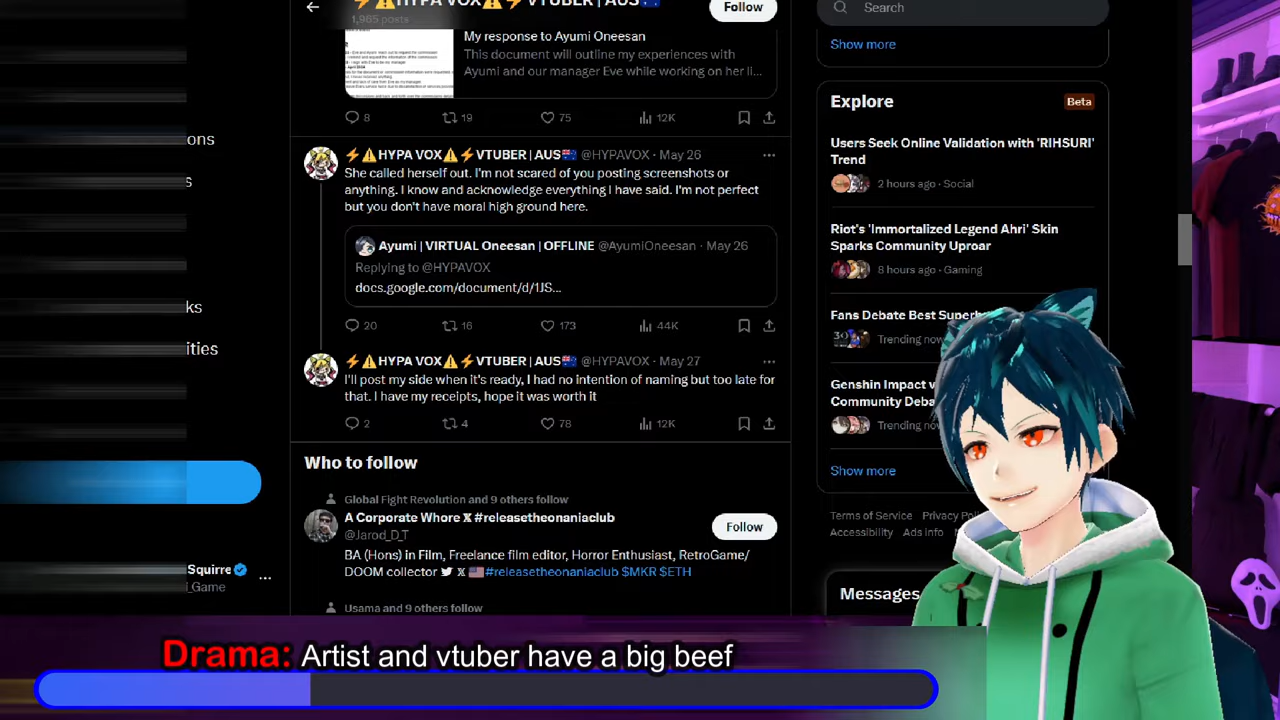 ⚡⚠HYPA VOX⚠⚡VTUBER | AUS🇦🇺
1,985 posts
Follow
Search
Show more
My response to Ayumi Oneesan
This document will outline my experiences with
Ayumi and our manager Eve while working on her li...
8 19 75 12K
⚡⚠HYPA VOX⚠⚡VTUBER | AUS🇦🇺 @HYPAVOX · May 26
She called herself out. I'm not scared of you posting screenshots or
anything. I know and acknowledge everything I have said. I'm not perfect
but you don't have moral high ground here.
Ayumi | VIRTUAL Oneesan | OFFLINE @AyumiOneesan · May 26
Replying to @HYPAVOX
docs.google.com/document/d/1JS...
20 16 173 44K
⚡⚠HYPA VOX⚠⚡VTUBER | AUS🇦🇺 @HYPAVOX · May 27
I'll post my side when it's ready, I had no intention of naming but too late for
that. I have my receipts, hope it was worth it
2 4 78 12K
Who to follow
Global Fight Revolution and 9 others follow
A Corporate Whore 𝕏 #releasetheonaniaclub
@Jarod_D_T
Follow
BA (Hons) in Film, Freelance film editor, Horror Enthusiast, RetroGame/
DOOM collector 𝕏 🇺🇸#releasetheonaniaclub $MKR $ETH
Usama and 9 others follow
Explore
Beta
Users Seek Online Validation with 'RIHSURI'
Trend
2 hours ago · Social
Riot's 'Immortalized Legend Ahri' Skin
Sparks Community Uproar
8 hours ago · Gaming
Fans Debate Best
Trending
Genshin Impact
Community
Trending
Show more
Terms of Service Privacy
Accessibility Ads info
Messages
ons
s
ks
ities
Squirre
_Game
Drama: Artist and vtuber have a big beef